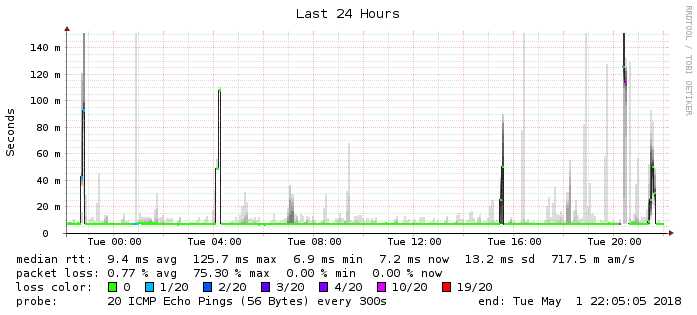 Last 24 Hours
RRDTOOL / TOBI OETIKER
Seconds
140 m
120 m
100 m
80 m
60 m
40 m
20 m
0
Tue 00:00 Tue 04:00 Tue 08:00 Tue 12:00 Tue 16:00 Tue 20:00
median rtt: 9.4 ms avg 125.7 ms max 6.9 ms min 7.2 ms now 13.2 ms sd 717.5 m am/s
packet loss: 0.77 % avg 75.30 % max 0.00 % min 0.00 % now
loss color: 0 1/20 2/20 3/20 4/20 10/20 19/20
probe: 20 ICMP Echo Pings (56 Bytes) every 300s end: Tue May 1 22:05:05 2018